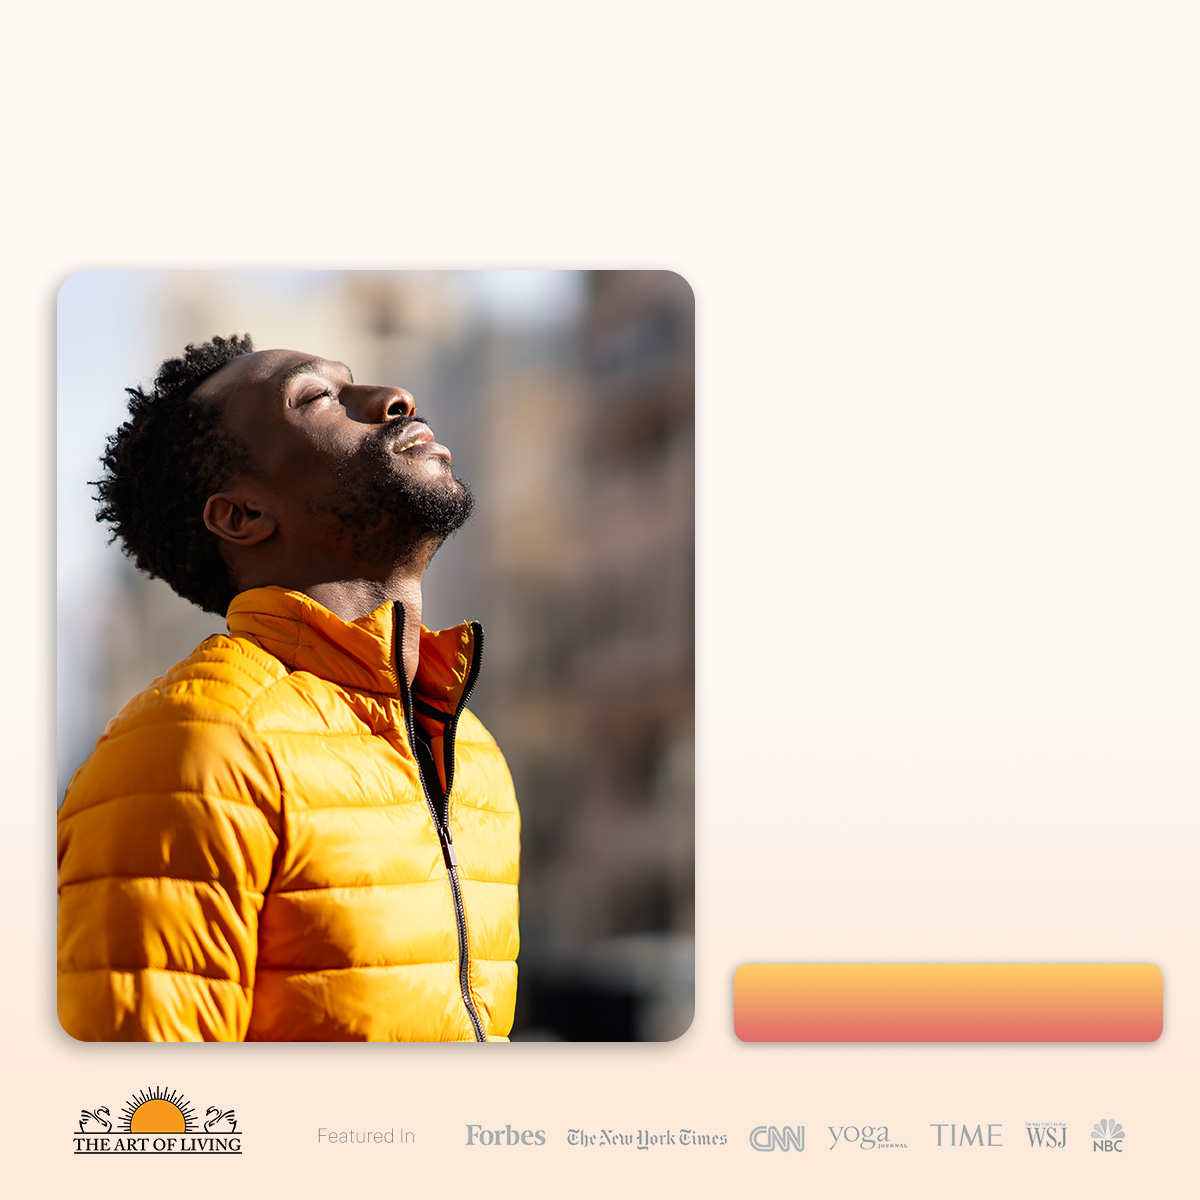 THE ART OF LIVING
Featured In
Forbes
The New York Times
CNN
yoga
JOURNAL
TIME
WSJ
NBC